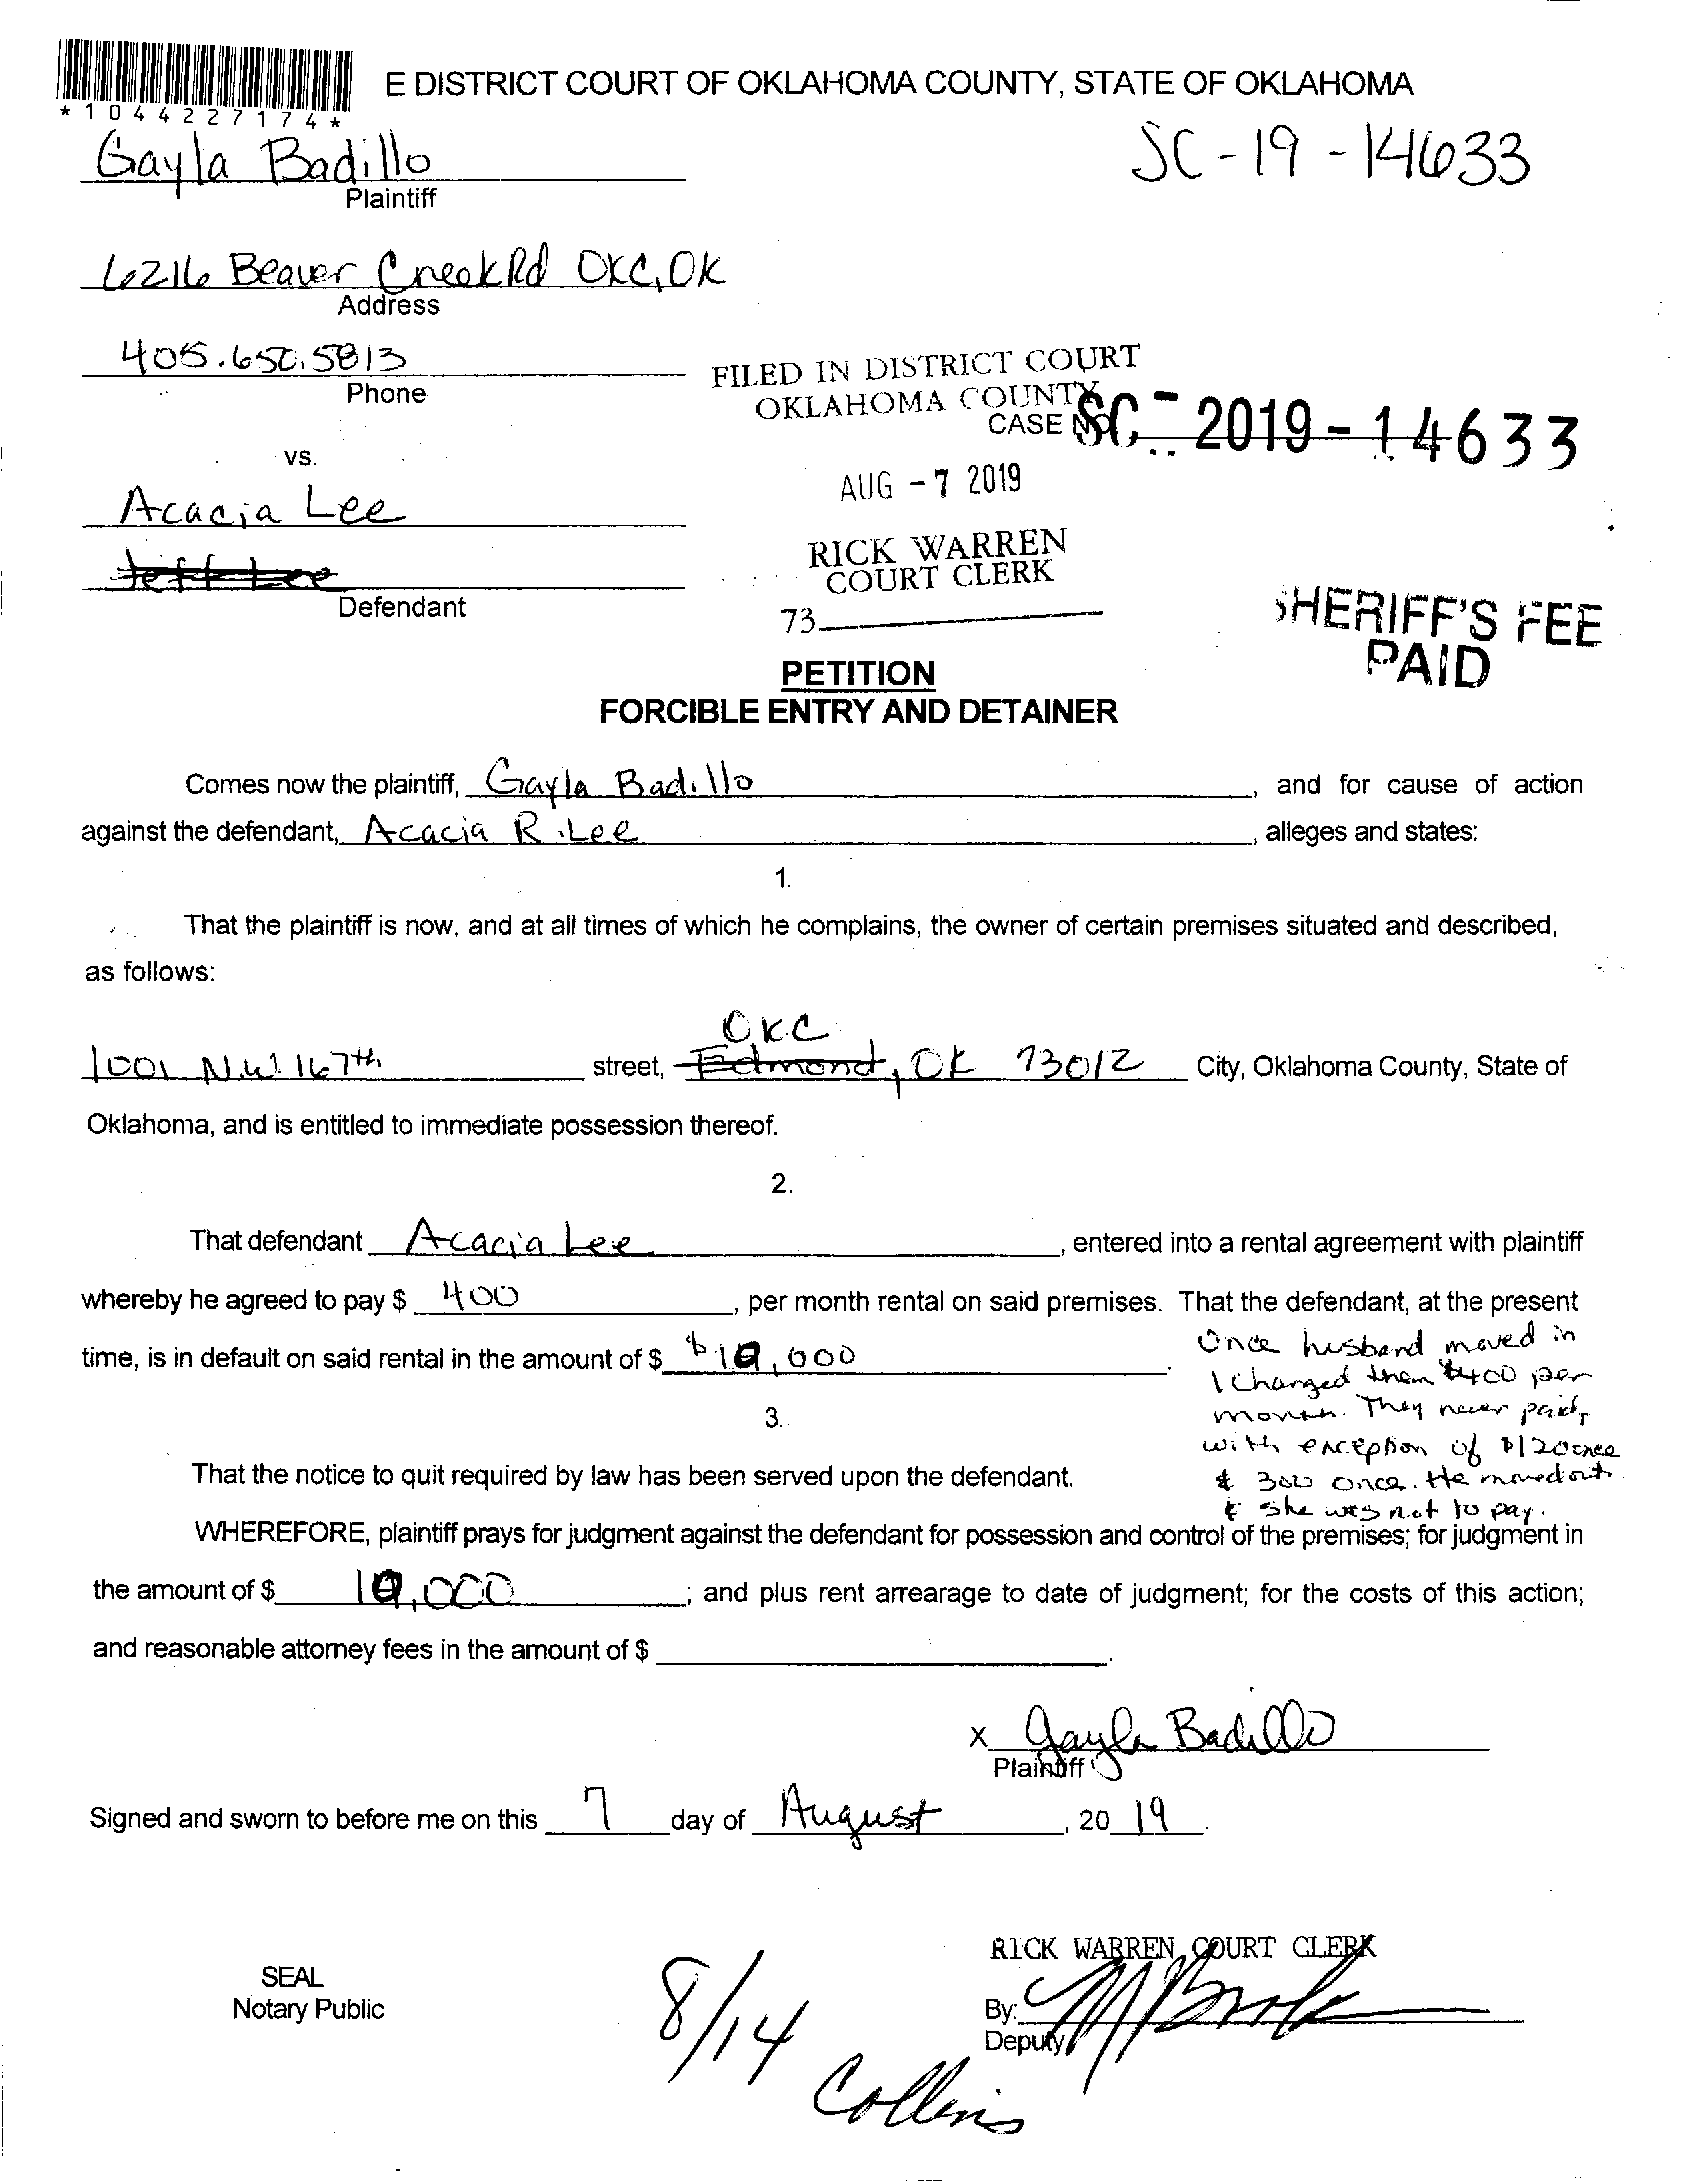 E DISTRICT COURT OF OKLAHOMA COUNTY, STATE OF OKLAHOMA
*1044227174*
Gayla Badillo
Plaintiff
SC-19-14633
6216 Beaver Creek Rd OKC, OK
Address
405.650.5813
Phone
FILED IN DISTRICT COURT
OKLAHOMA COUNTY
CASE NO. SC - 2019 - 14633
vs.
AUG - 7 2019
Acacia Lee
RICK WARREN
COURT CLERK
Jeff Lee
Defendant
73
SHERIFF'S FEE
PAID
PETITION
FORCIBLE ENTRY AND DETAINER
Comes now the plaintiff, Gayla Badillo, and for cause of action
against the defendant, Acacia R. Lee, alleges and states:
1.
That the plaintiff is now, and at all times of which he complains, the owner of certain premises situated and described,
as follows:
OKC
1001 N.W. 167th street, Edmond, OK 73012 City, Oklahoma County, State of
Oklahoma, and is entitled to immediate possession thereof.
2.
That defendant Acacia Lee, entered into a rental agreement with plaintiff
whereby he agreed to pay $ 400, per month rental on said premises. That the defendant, at the present
time, is in default on said rental in the amount of $ $10,000.
Once husband moved in
I charged them $400 per
month. They never paid,
with exception of $120 once
& 300 once. He moved out
& she was not to pay.
3.
That the notice to quit required by law has been served upon the defendant.
WHEREFORE, plaintiff prays for judgment against the defendant for possession and control of the premises; for judgment in
the amount of $ 10,000; and plus rent arrearage to date of judgment; for the costs of this action;
and reasonable attorney fees in the amount of $ .
x Gayla Badillo
Plaintiff
Signed and sworn to before me on this 7 day of August, 20 19.
RICK WARREN, COURT CLERK
SEAL
Notary Public
By:
Deputy
8/14
Collins